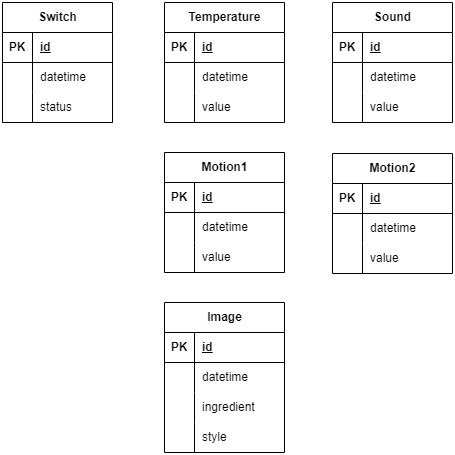 Switch
PK id
datetime
status
Temperature
PK id
datetime
value
Sound
PK id
datetime
value
Motion1
PK id
datetime
value
Motion2
PK id
datetime
value
Image
PK id
datetime
ingredient
style